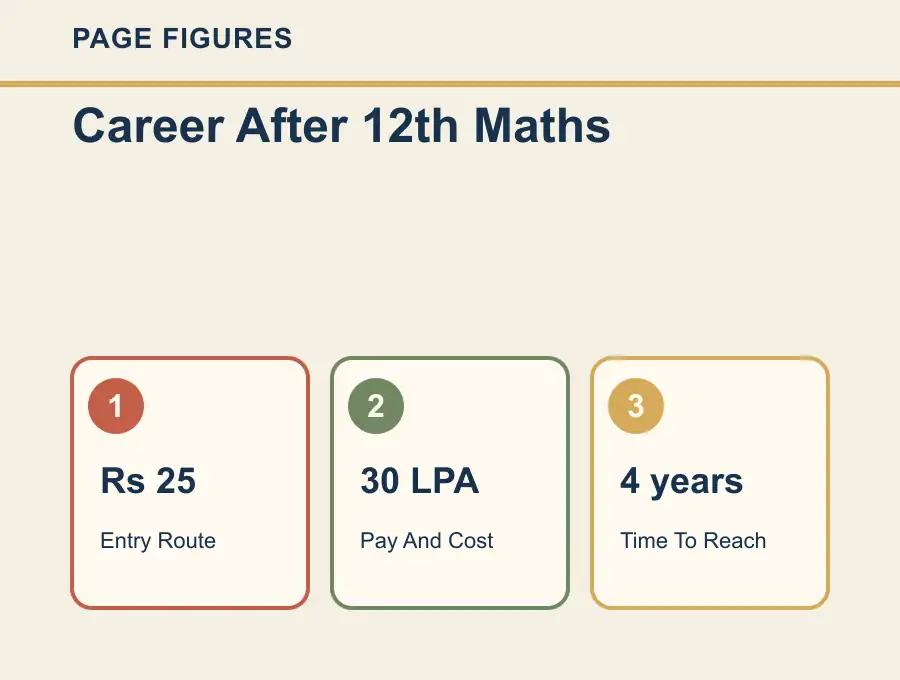 PAGE FIGURES
Career After 12th Maths
1
Rs 25
Entry Route
2
30 LPA
Pay And Cost
3
4 years
Time To Reach